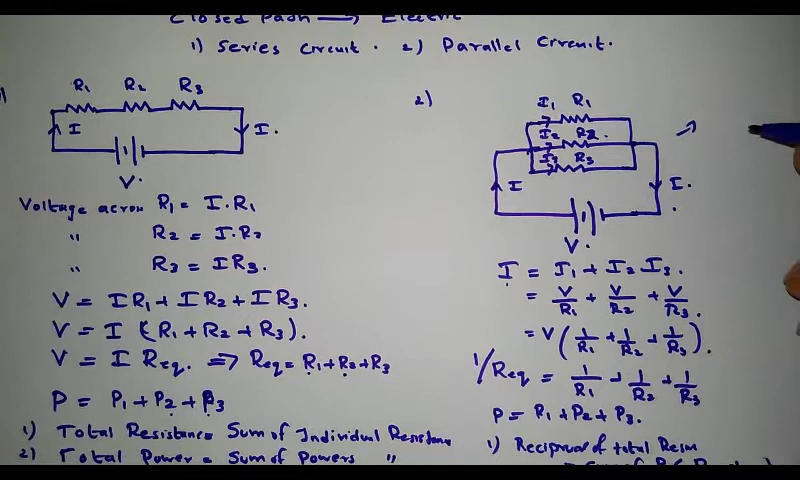 Closed Path → Electric
1) Series Circuit. 2) Parallel Circuit.
R1 R2 R3
I I.
V.
Voltage across R1 = I.R1
" R2 = I.R2
" R3 = IR3.
V = IR1 + IR2 + IR3.
V = I (R1 + R2 + R3).
V = I Req. => Req = R1 + R2 + R3
P = P1 + P2 + P3
1) Total Resistance = Sum of Individual Resistance
2) Total Power = Sum of Powers "
2)
I1 R1
I2 R2.
I3 R3
I I.
V.
I = I1 + I2 I3.
= V/R1 + V/R2 + V/R3.
= V(1/R1 + 1/R2 + 1/R3).
1/Req = 1/R1 + 1/R2 + 1/R3
P = P1 + P2 + P3.
1) Reciprocal of total Resis